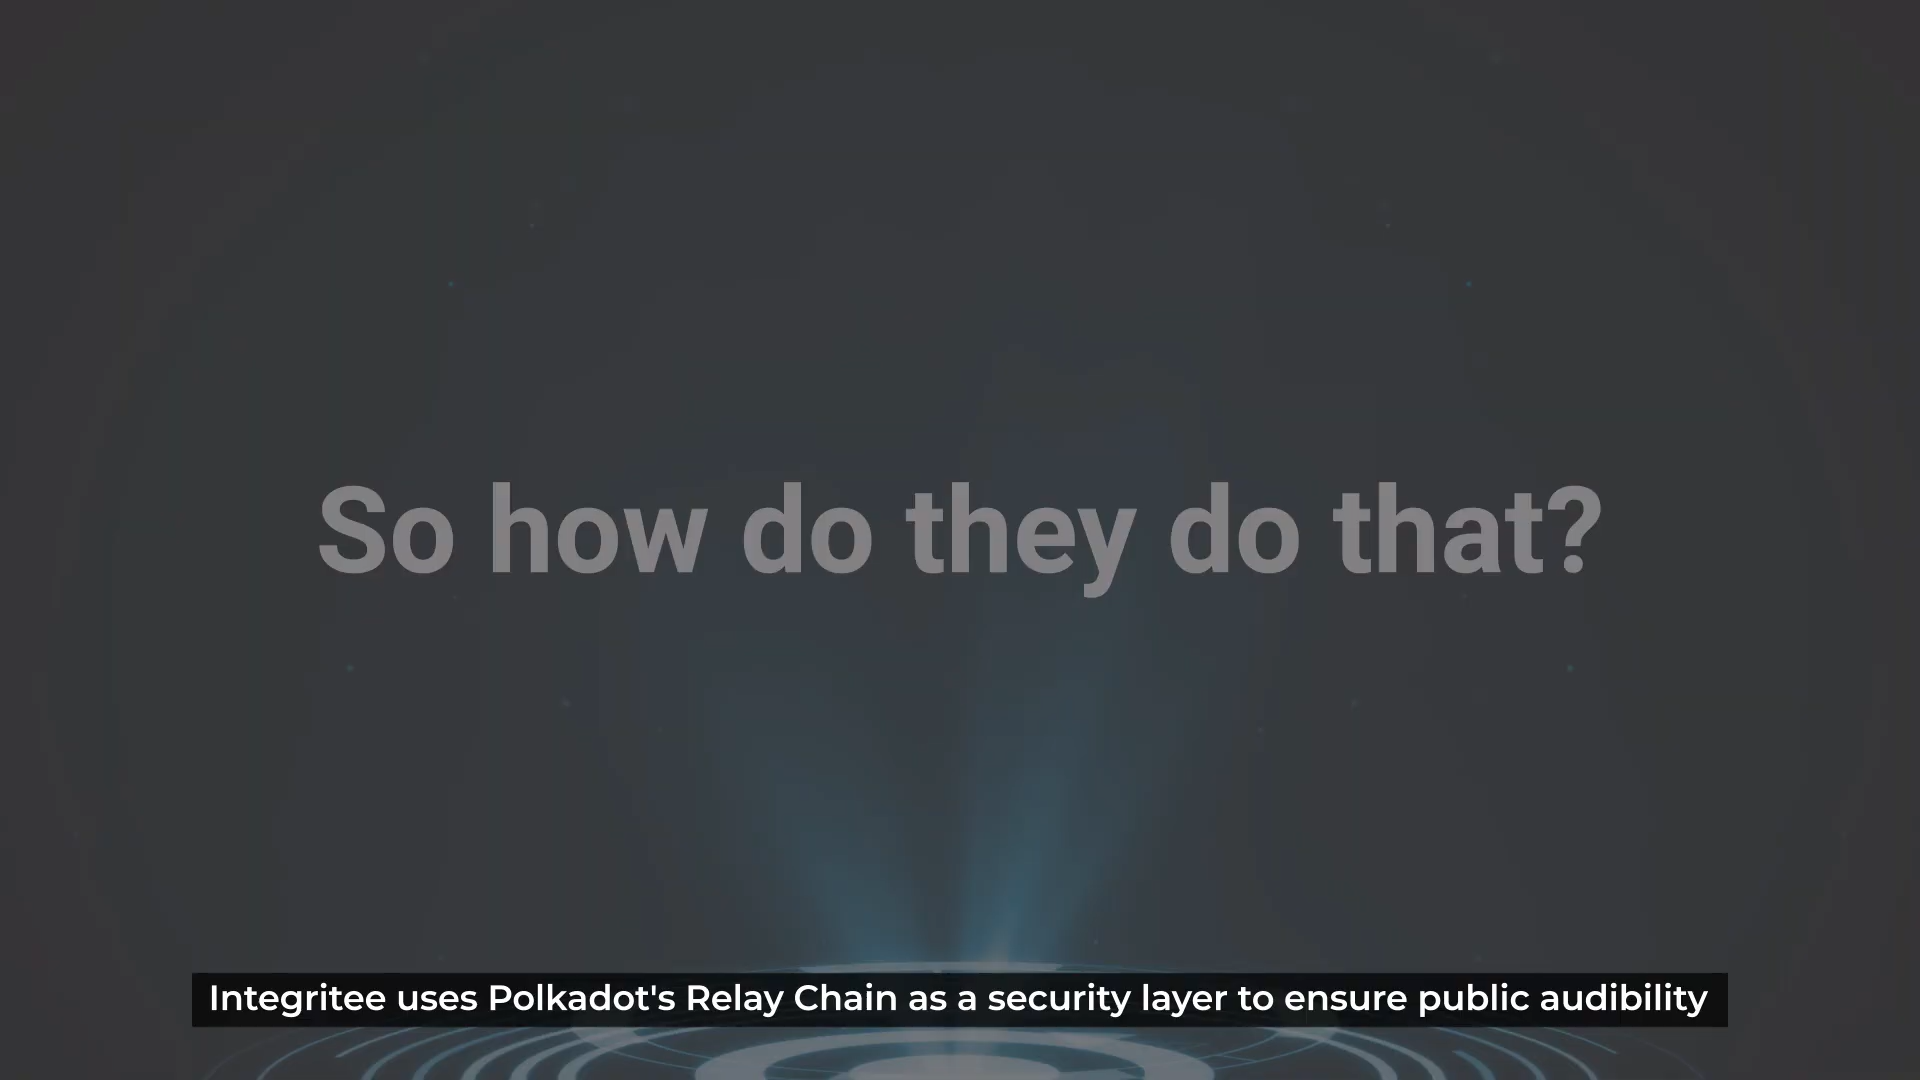 So how do they do that?
Integritee uses Polkadot's Relay Chain as a security layer to ensure public audibility